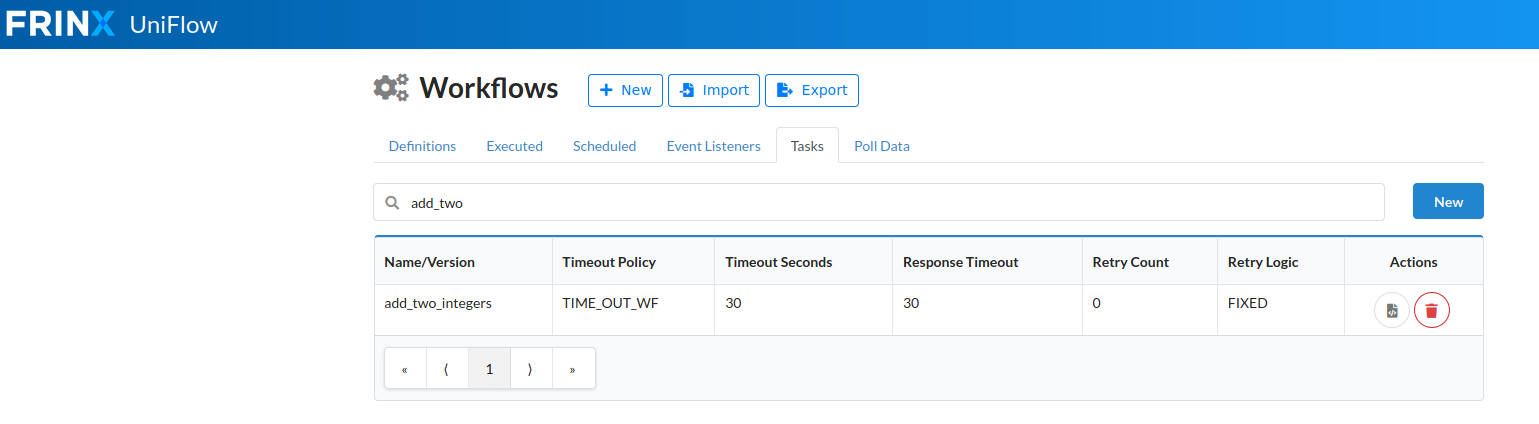 FRINX UniFlow
Workflows New Import Export
Definitions Executed Scheduled Event Listeners Tasks Poll Data
add_two New
Name/Version Timeout Policy Timeout Seconds Response Timeout Retry Count Retry Logic Actions
add_two_integers TIME_OUT_WF 30 30 0 FIXED
« ⟨ 1 ⟩ »